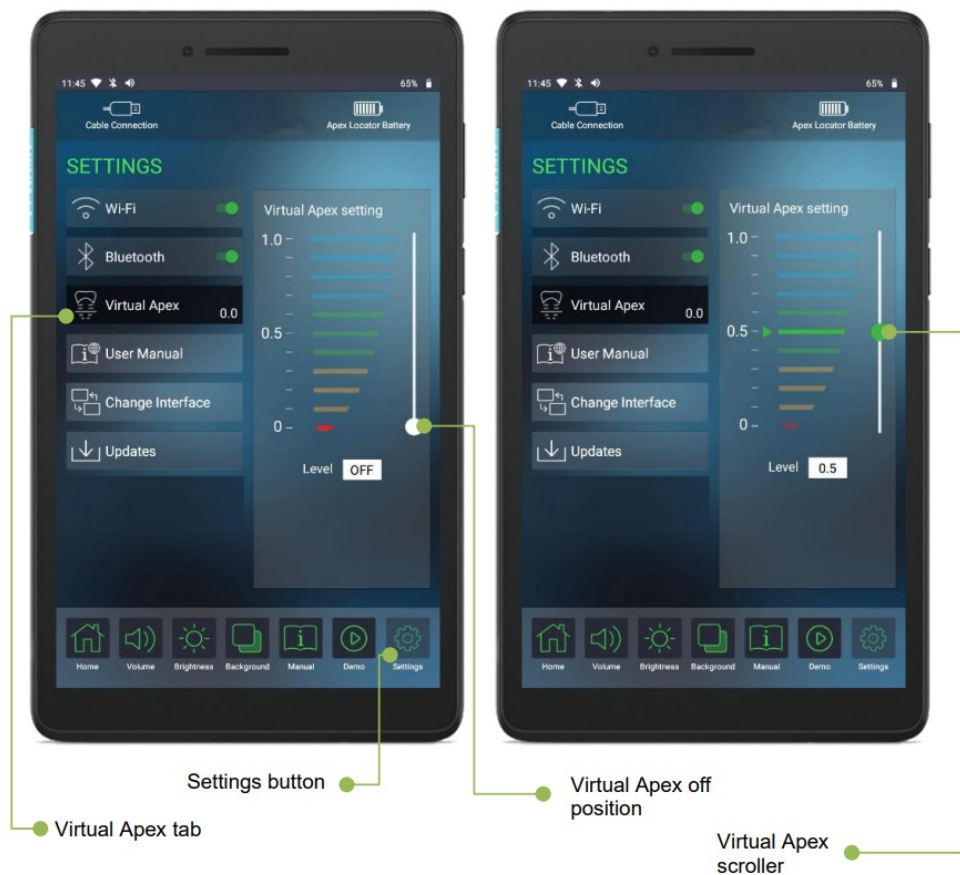 11:45
65%
Cable Connection
Apex Locator Battery
SETTINGS
Wi-Fi
Bluetooth
Virtual Apex 0.0
User Manual
Change Interface
Updates
Virtual Apex setting
1.0
0.5
0
Level OFF
Home
Volume
Brightness
Background
Manual
Demo
Settings
11:45
65%
Cable Connection
Apex Locator Battery
SETTINGS
Wi-Fi
Bluetooth
Virtual Apex 0.0
User Manual
Change Interface
Updates
Virtual Apex setting
1.0
0.5
0
Level 0.5
Home
Volume
Brightness
Background
Manual
Demo
Settings
Settings button
Virtual Apex off
position
Virtual Apex tab
Virtual Apex
scroller